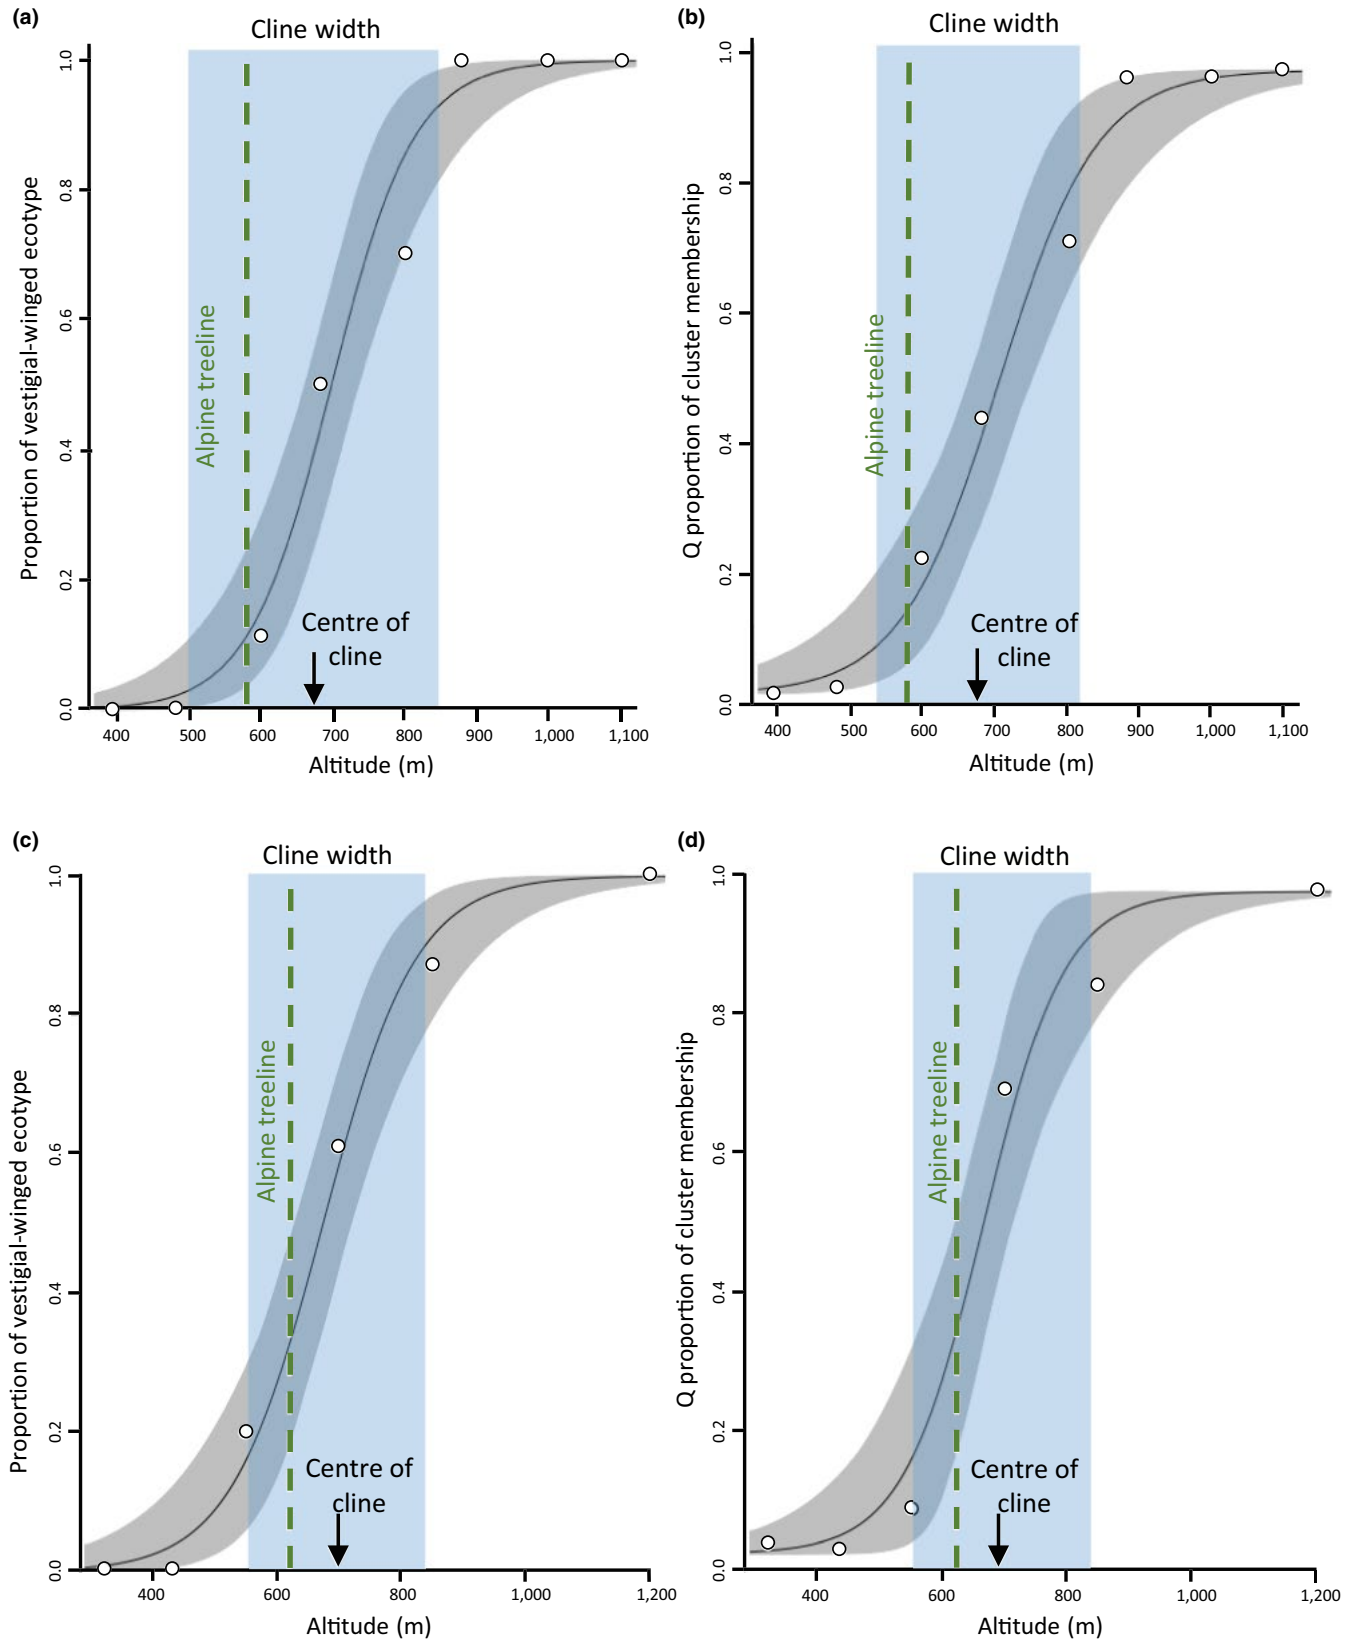 (a)
Cline width
Proportion of vestigial-winged ecotype
1.0
0.8
0.6
0.4
0.2
0.0
Alpine treeline
Centre of
cline
400 500 600 700 800 900 1,000 1,100
Altitude (m)
(b)
Cline width
Q proportion of cluster membership
1.0
0.8
0.6
0.4
0.2
0.0
Alpine treeline
Centre of
cline
400 500 600 700 800 900 1,000 1,100
Altitude (m)
(c)
Cline width
Proportion of vestigial-winged ecotype
1.0
0.8
0.6
0.4
0.2
0.0
Alpine treeline
Centre of
cline
400 600 800 1,000 1,200
Altitude (m)
(d)
Cline width
Q proportion of cluster membership
1.0
0.8
0.6
0.4
0.2
0.0
Alpine treeline
Centre of
cline
400 600 800 1,000 1,200
Altitude (m)